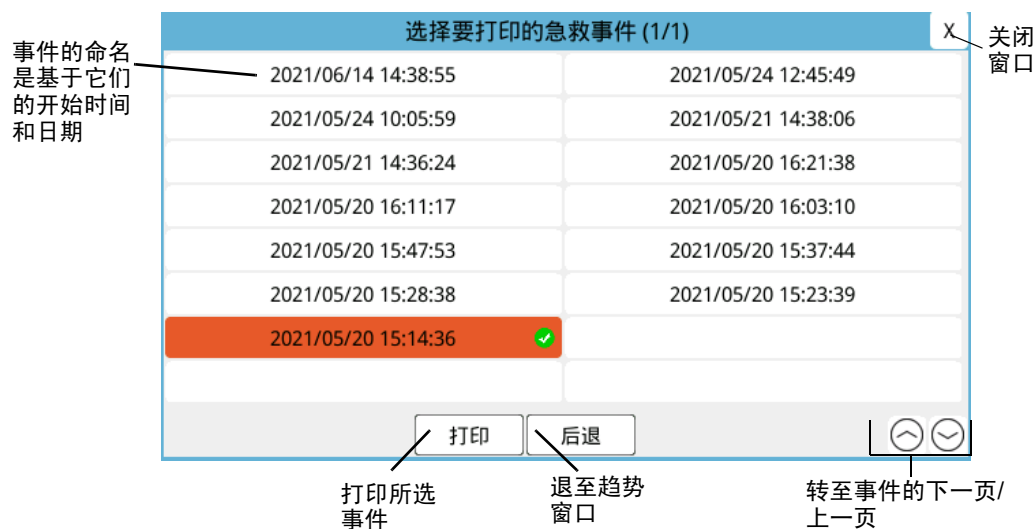 选择要打印的急救事件 (1/1)
X
关闭
窗口
事件的命名
是基于它们
的开始时间
和日期
2021/06/14 14:38:55
2021/05/24 12:45:49
2021/05/24 10:05:59
2021/05/21 14:38:06
2021/05/21 14:36:24
2021/05/20 16:21:38
2021/05/20 16:11:17
2021/05/20 16:03:10
2021/05/20 15:47:53
2021/05/20 15:37:44
2021/05/20 15:28:38
2021/05/20 15:23:39
2021/05/20 15:14:36
打印
后退
打印所选
事件
退至趋势
窗口
转至事件的下一页/
上一页